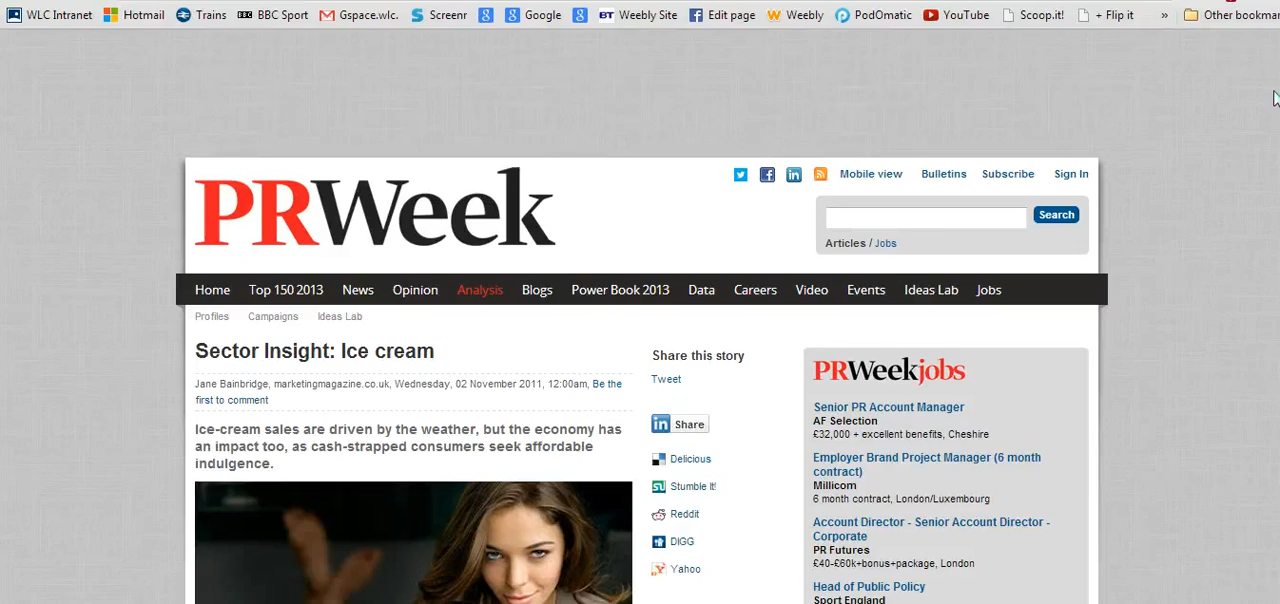 WLC Intranet Hotmail Trains BBC Sport Gspace.wlc. Screenr Google Weebly Site Edit page Weebly PodOmatic YouTube Scoop.it! + Flip it » Other bookmar
PRWeek
Mobile view Bulletins Subscribe Sign In
Search
Articles / Jobs
Home Top 150 2013 News Opinion Analysis Blogs Power Book 2013 Data Careers Video Events Ideas Lab Jobs
Profiles Campaigns Ideas Lab
Sector Insight: Ice cream
Jane Bainbridge, marketingmagazine.co.uk, Wednesday, 02 November 2011, 12:00am, Be the
first to comment
Ice-cream sales are driven by the weather, but the economy has
an impact too, as cash-strapped consumers seek affordable
indulgence.
Share this story
Tweet
Share
Delicious
Stumble It!
Reddit
DIGG
Yahoo
PRWeekjobs
Senior PR Account Manager
AF Selection
£32,000 + excellent benefits, Cheshire
Employer Brand Project Manager (6 month
contract)
Millicom
6 month contract, London/Luxembourg
Account Director - Senior Account Director -
Corporate
PR Futures
£40-£60k+bonus+package, London
Head of Public Policy
Sport England